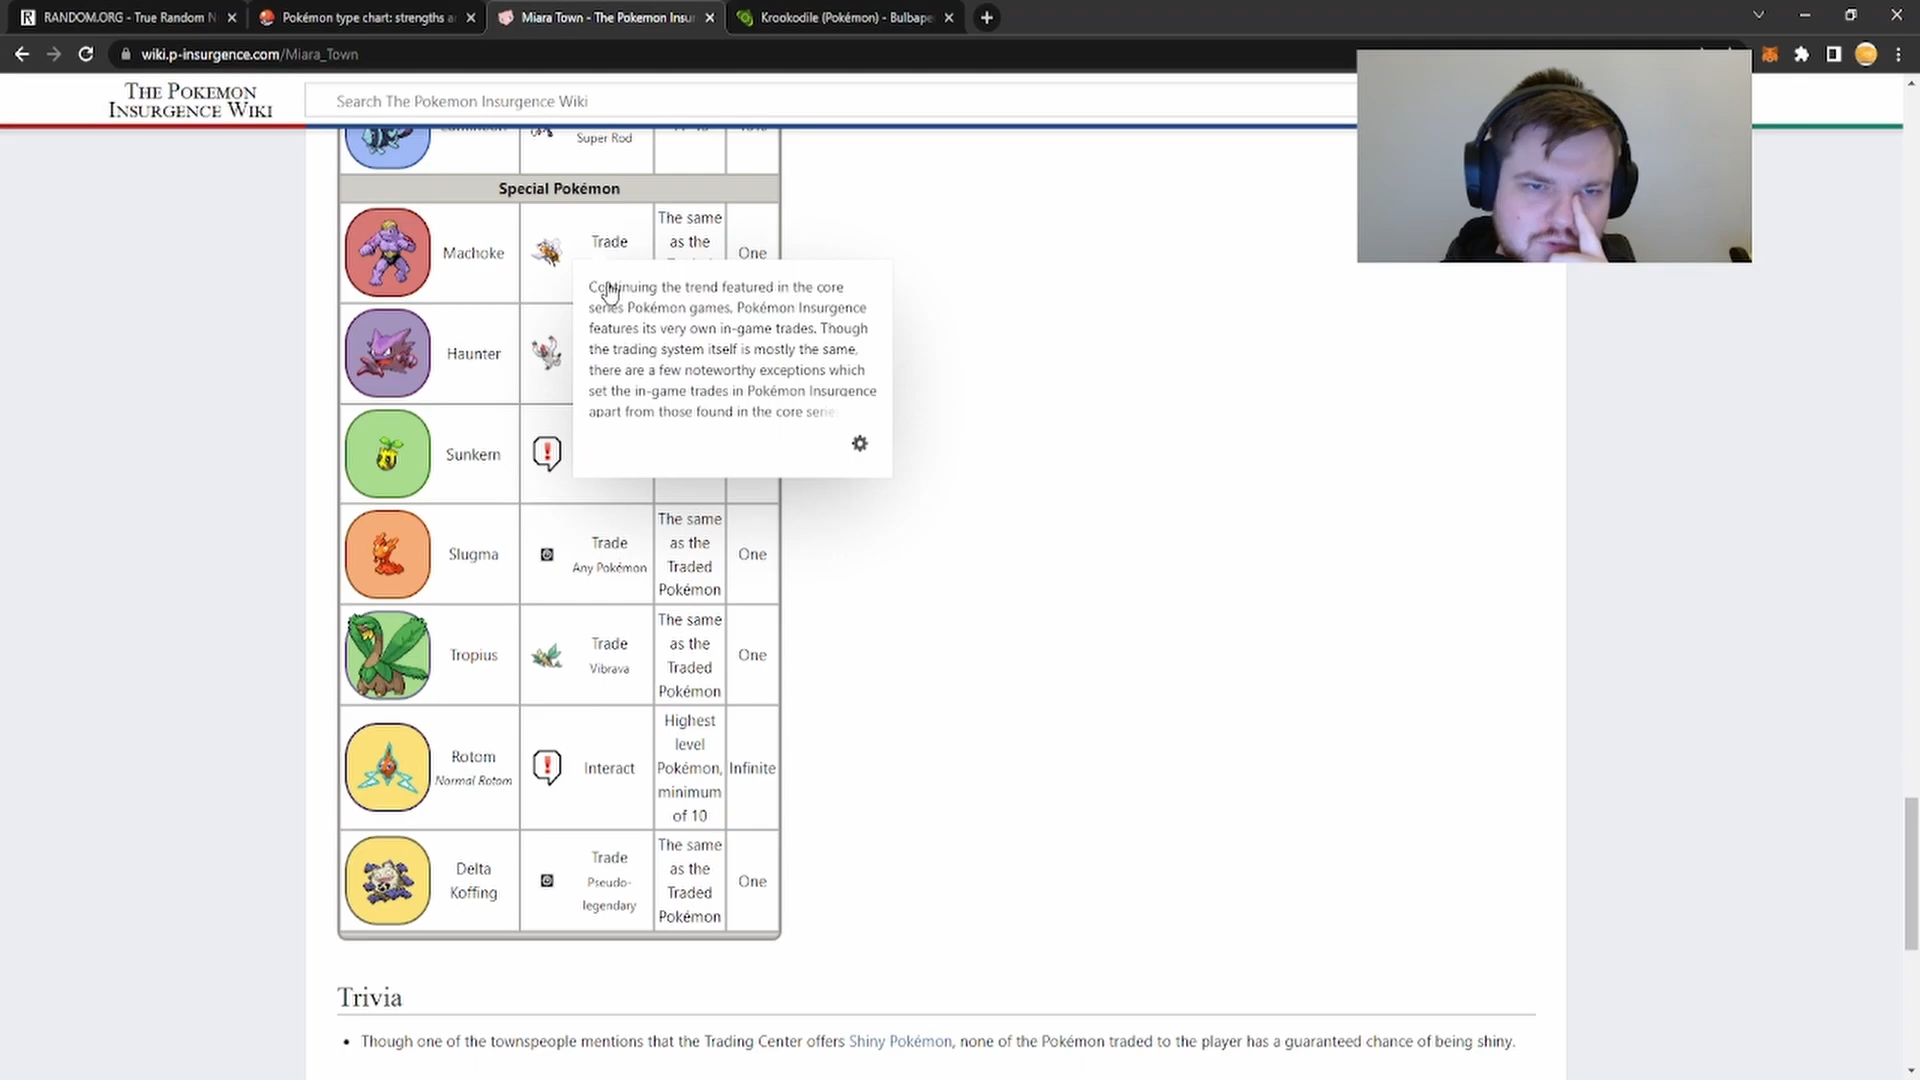 RANDOM.ORG - True Random N
Pokémon type chart: strengths a
Miara Town - The Pokemon Insur
Krookodile (Pokémon) - Bulbape
wiki.p-insurgence.com/Miara_Town
THE POKEMON
INSURGENCE WIKI
Search The Pokemon Insurgence Wiki
Super Rod
Special Pokémon
Machoke
Trade
The same
as the
One
Continuing the trend featured in the core
series Pokémon games, Pokémon Insurgence
features its very own in-game trades. Though
the trading system itself is mostly the same,
there are a few noteworthy exceptions which
set the in-game trades in Pokémon Insurgence
apart from those found in the core serie
Haunter
Sunkern
Slugma
Trade
Any Pokémon
The same
as the
Traded
Pokémon
One
Tropius
Trade
Vibrava
The same
as the
Traded
Pokémon
One
Rotom
Normal Rotom
Interact
Highest
level
Pokémon,
minimum
of 10
Infinite
Delta
Koffing
Trade
Pseudo-
legendary
The same
as the
Traded
Pokémon
One
Trivia
• Though one of the townspeople mentions that the Trading Center offers Shiny Pokémon, none of the Pokémon traded to the player has a guaranteed chance of being shiny.